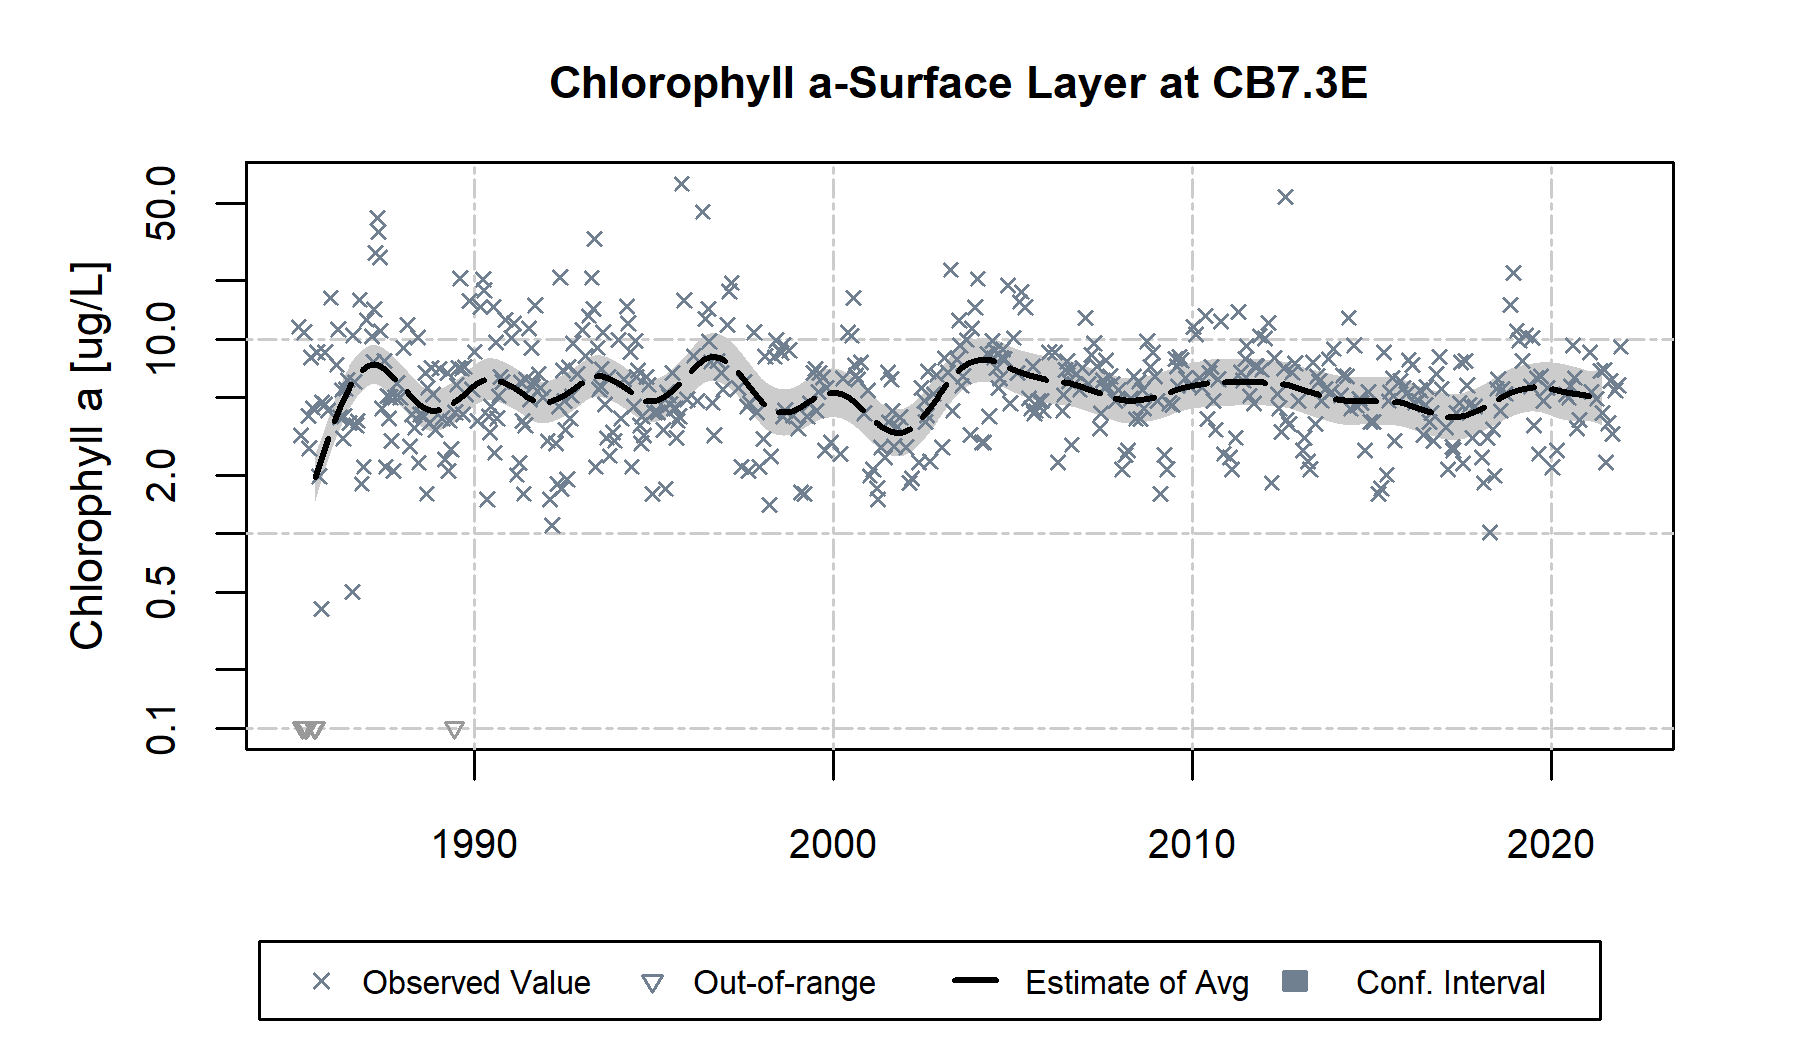 Chlorophyll a-Surface Layer at CB7.3E
Chlorophyll a [ug/L]
50.0
10.0
2.0
0.5
0.1
1990 2000 2010 2020
Observed Value Out-of-range Estimate of Avg Conf. Interval